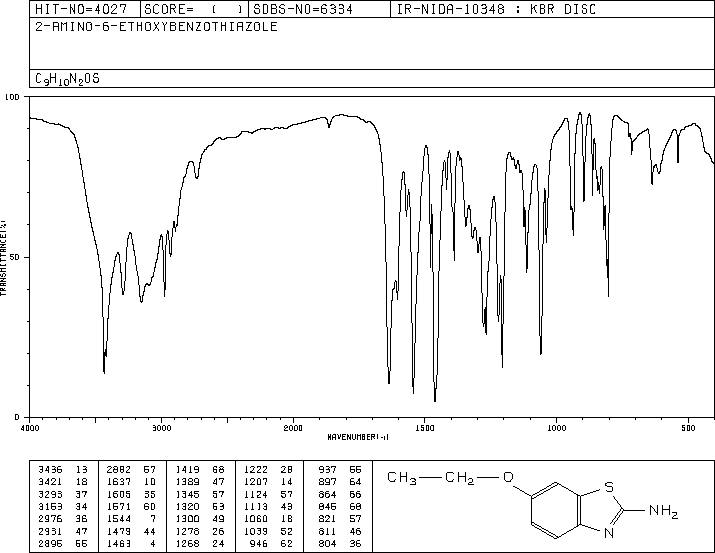 HIT-NO=4027 SCORE= ( ) SDBS-NO=6334 IR-NIDA-10348 : KBR DISC
2-AMINO-6-ETHOXYBENZOTHIAZOLE
C9H10N2OS
100
50
0
TRANSMITTANCE(%)
4000 3000 2000 1500 1000 500
WAVENUMBER(-1)
3436 13 2882 67 1419 68 1222 28 937 55
3421 18 1637 10 1389 47 1207 14 897 64
3293 37 1605 35 1345 57 1124 57 864 66
3153 34 1571 60 1320 53 1113 43 845 68
2976 36 1544 7 1300 49 1060 18 821 57
2931 47 1479 44 1278 26 1039 52 811 46
2895 55 1463 4 1268 24 946 62 804 36
CH3 CH2 O
S
N
NH2